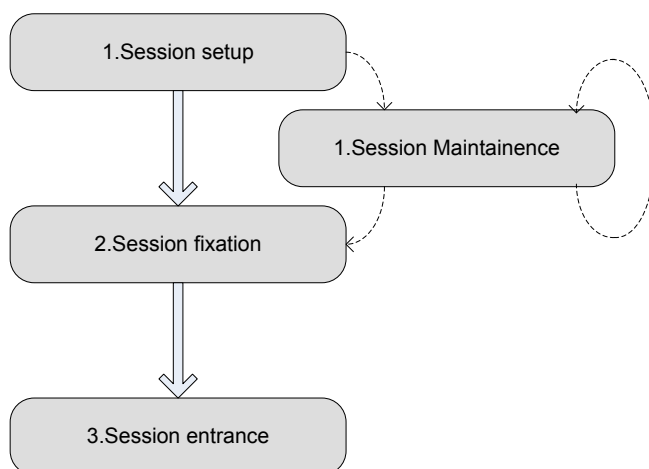 1.Session setup
1.Session Maintainence
2.Session fixation
3.Session entrance